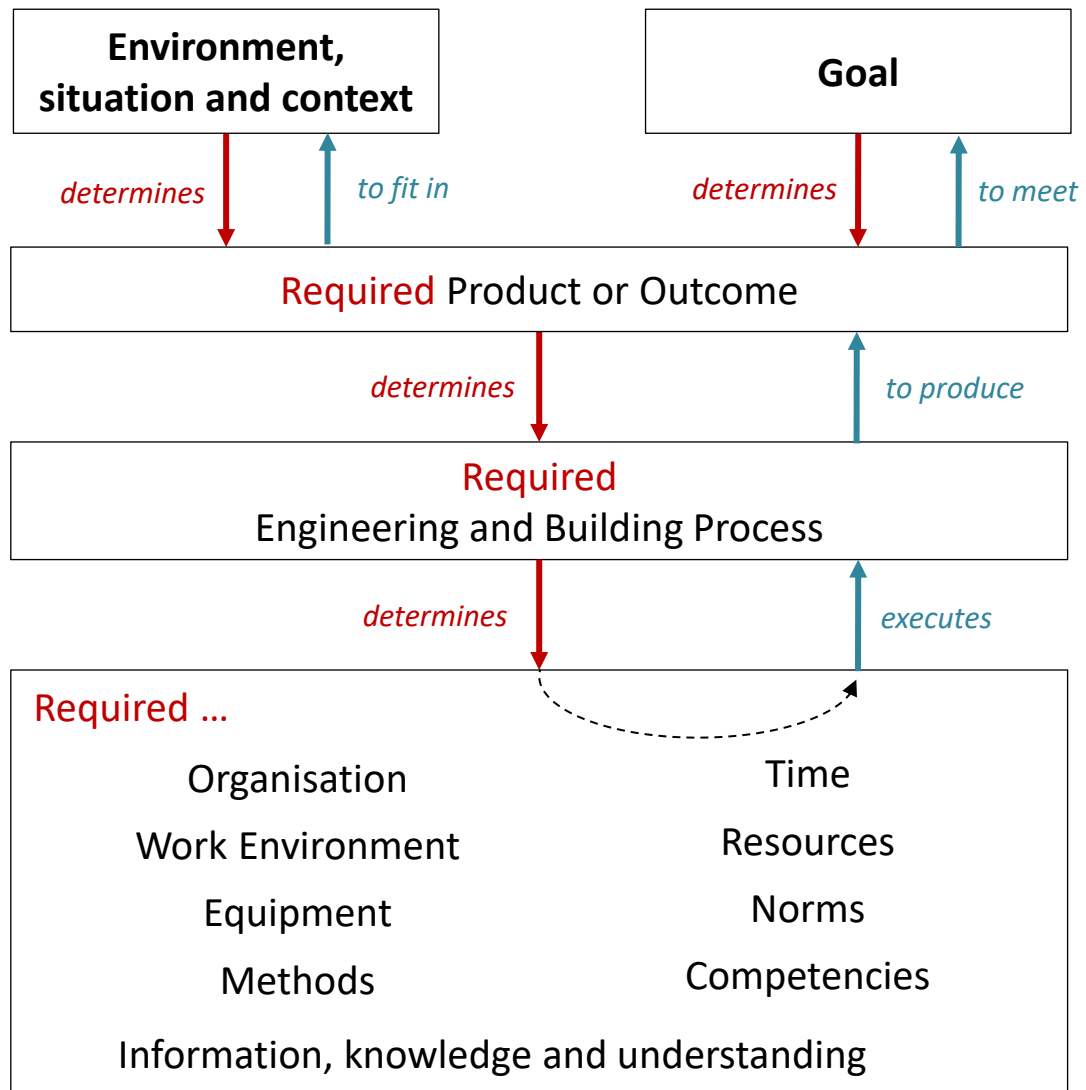 Environment,
situation and context
Goal
determines
to fit in
determines
to meet
Required Product or Outcome
determines
to produce
Required
Engineering and Building Process
determines
executes
Required ...
Organisation
Time
Work Environment
Resources
Equipment
Norms
Methods
Competencies
Information, knowledge and understanding